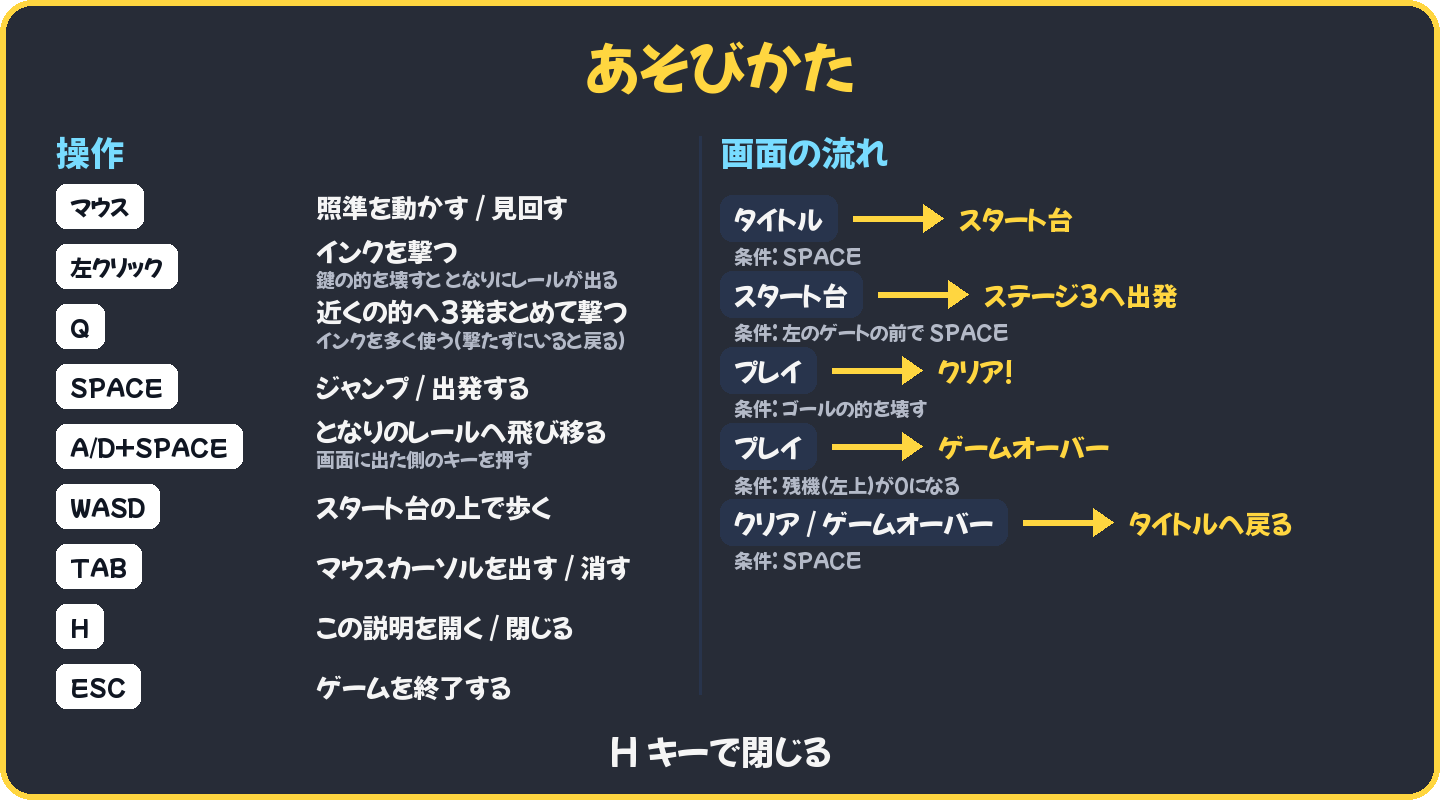 あそびかた
操作
マウス
照準を動かす / 見回す
左クリック
インクを撃つ
鍵の的を壊すと となりにレールが出る
Q
近くの的へ3発まとめて撃つ
インクを多く使う(撃たずにいると戻る)
SPACE
ジャンプ / 出発する
A/D+SPACE
となりのレールへ飛び移る
画面に出た側のキーを押す
WASD
スタート台の上で歩く
TAB
マウスカーソルを出す / 消す
H
この説明を開く / 閉じる
ESC
ゲームを終了する
画面の流れ
タイトル → スタート台
条件: SPACE
スタート台 → ステージ3へ出発
条件: 左のゲートの前で SPACE
プレイ → クリア!
条件: ゴールの的を壊す
プレイ → ゲームオーバー
条件: 残機(左上)が0になる
クリア / ゲームオーバー → タイトルへ戻る
条件: SPACE
H キーで閉じる